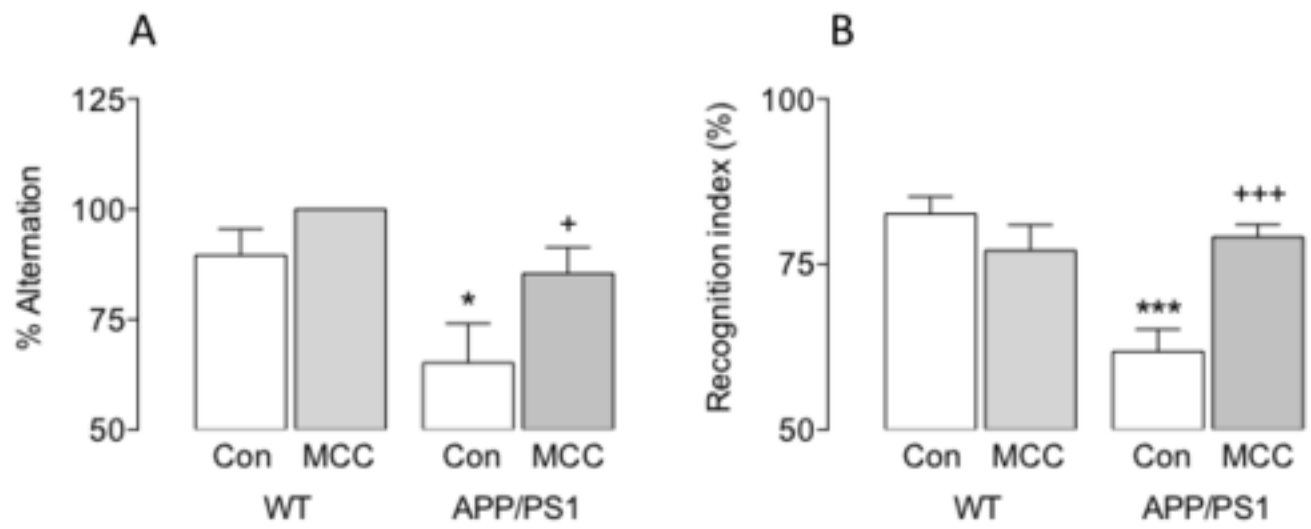 A
% Alternation
125
100
75
50
*
+
Con MCC Con MCC
WT APP/PS1
B
Recognition index (%)
100
75
50
***
+++
Con MCC Con MCC
WT APP/PS1